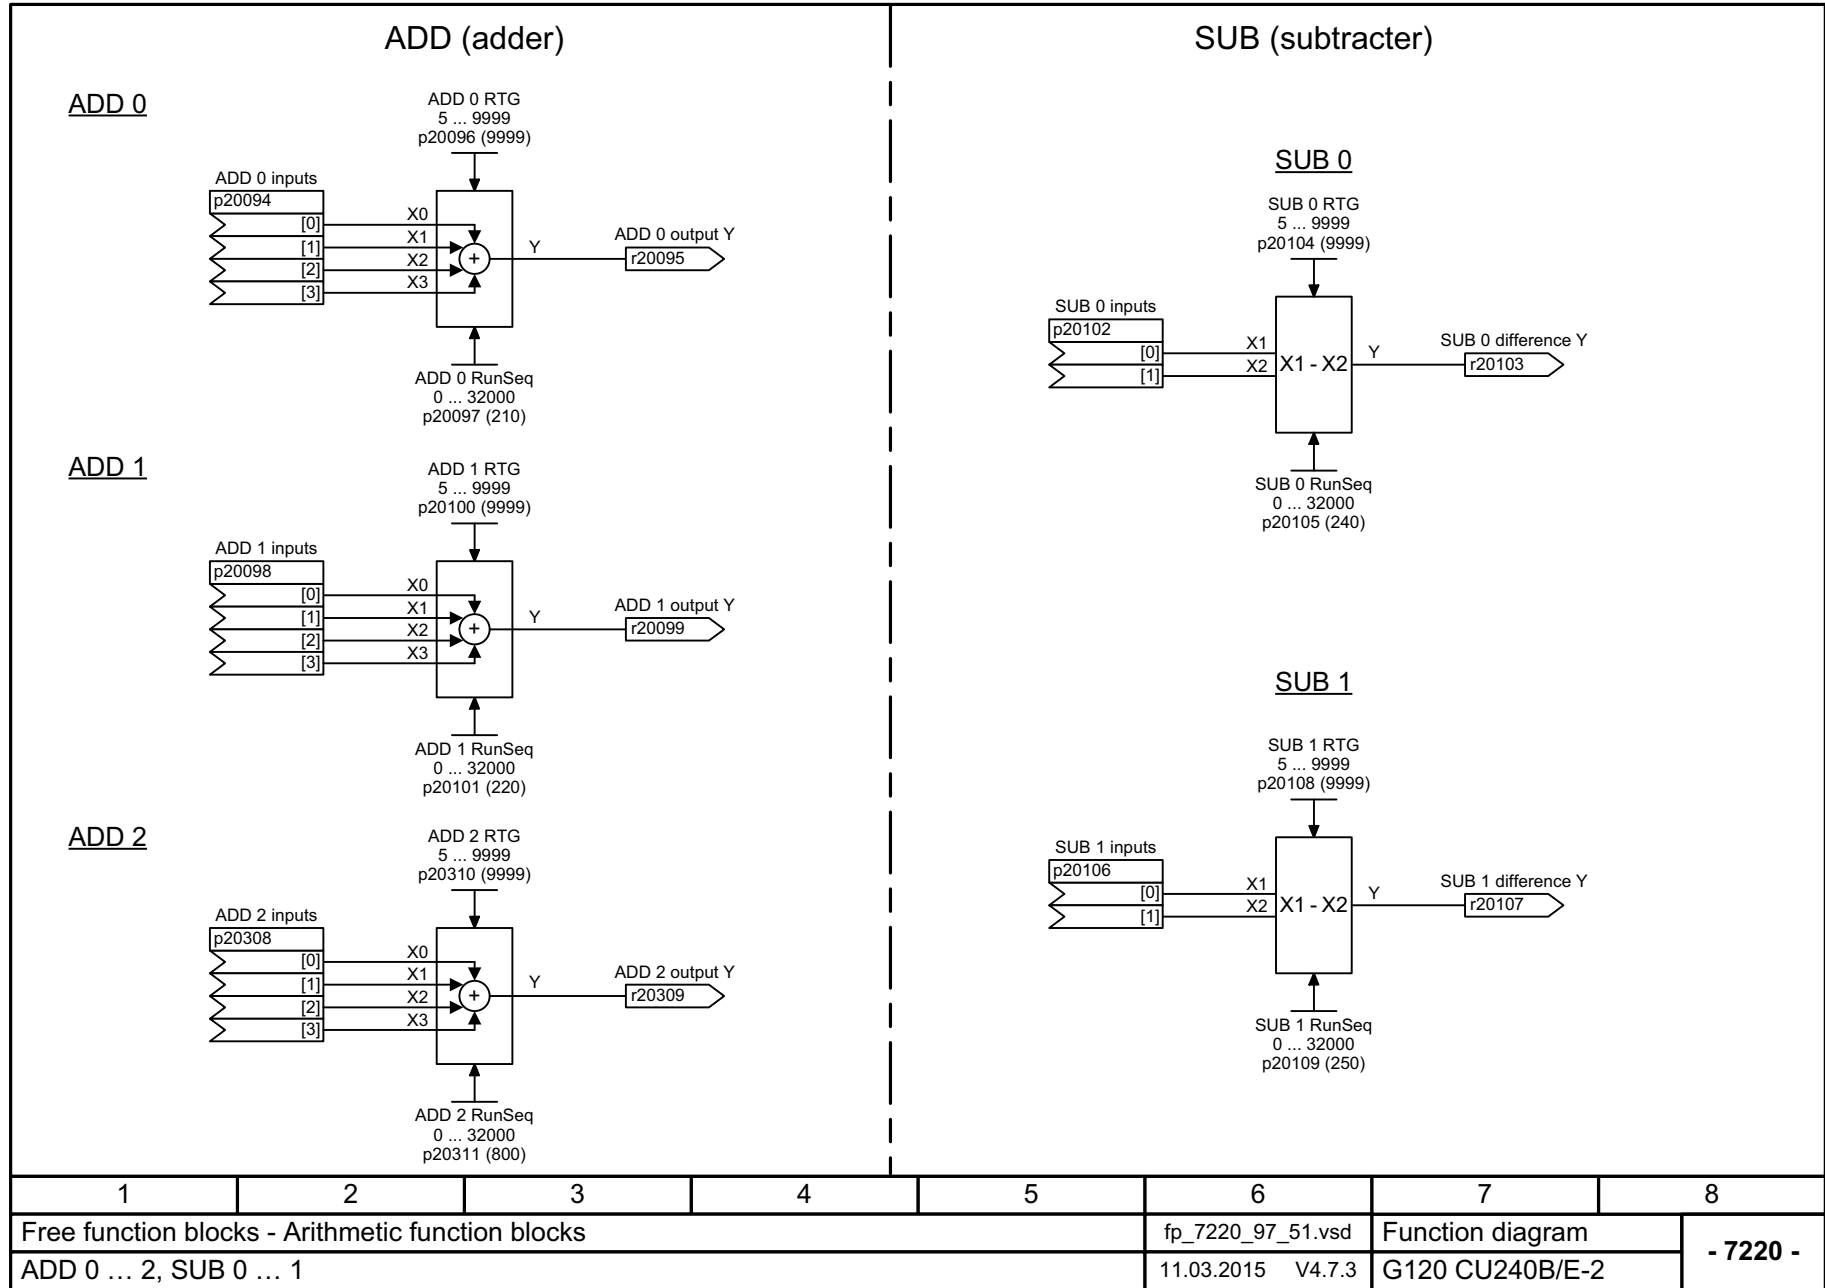 ADD (adder)
SUB (subtracter)
ADD 0
ADD 0 RTG
5 ... 9999
p20096 (9999)
ADD 0 inputs
p20094
[0]
[1]
[2]
[3]
X0
X1
X2
X3
+
Y
ADD 0 output Y
r20095
ADD 0 RunSeq
0 ... 32000
p20097 (210)
ADD 1
ADD 1 RTG
5 ... 9999
p20100 (9999)
ADD 1 inputs
p20098
[0]
[1]
[2]
[3]
X0
X1
X2
X3
+
Y
ADD 1 output Y
r20099
ADD 1 RunSeq
0 ... 32000
p20101 (220)
ADD 2
ADD 2 RTG
5 ... 9999
p20310 (9999)
ADD 2 inputs
p20308
[0]
[1]
[2]
[3]
X0
X1
X2
X3
+
Y
ADD 2 output Y
r20309
ADD 2 RunSeq
0 ... 32000
p20311 (800)
SUB 0
SUB 0 RTG
5 ... 9999
p20104 (9999)
SUB 0 inputs
p20102
[0]
[1]
X1
X2
X1 - X2
Y
SUB 0 difference Y
r20103
SUB 0 RunSeq
0 ... 32000
p20105 (240)
SUB 1
SUB 1 RTG
5 ... 9999
p20108 (9999)
SUB 1 inputs
p20106
[0]
[1]
X1
X2
X1 - X2
Y
SUB 1 difference Y
r20107
SUB 1 RunSeq
0 ... 32000
p20109 (250)
1 2 3 4 5 6 7 8
Free function blocks - Arithmetic function blocks
fp_7220_97_51.vsd
Function diagram
- 7220 -
ADD 0 … 2, SUB 0 … 1
11.03.2015 V4.7.3
G120 CU240B/E-2